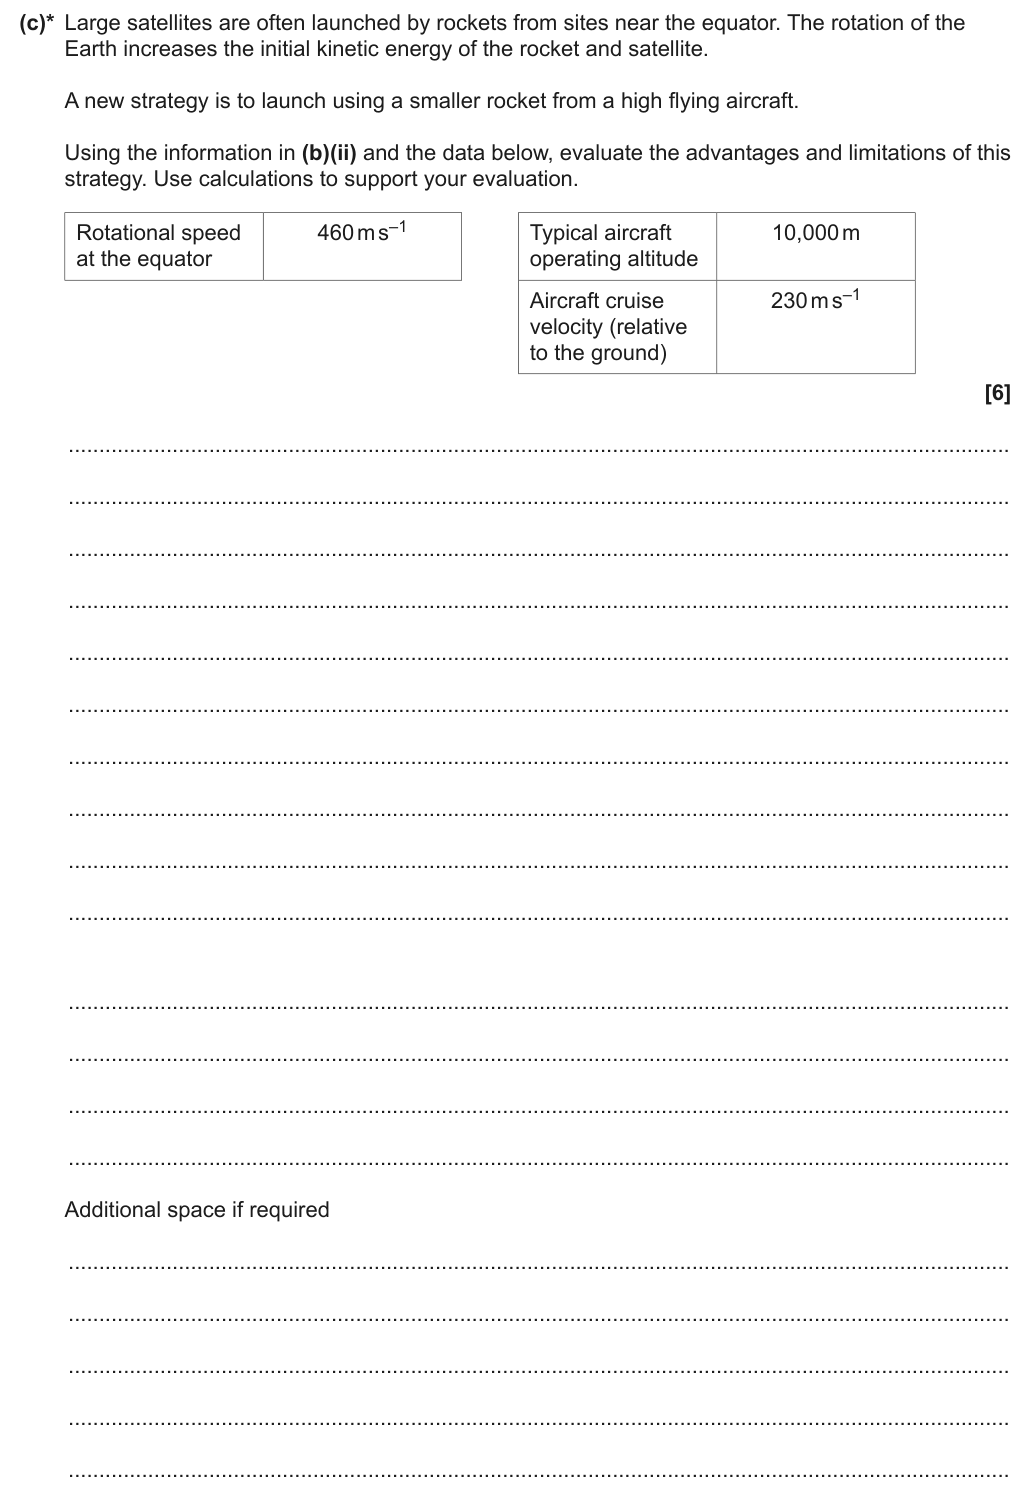 (c)* Large satellites are often launched by rockets from sites near the equator. The rotation of the
Earth increases the initial kinetic energy of the rocket and satellite.
A new strategy is to launch using a smaller rocket from a high flying aircraft.
Using the information in (b)(ii) and the data below, evaluate the advantages and limitations of this
strategy. Use calculations to support your evaluation.
Rotational speed
at the equator
460 m s⁻¹
Typical aircraft
operating altitude
10,000 m
Aircraft cruise
velocity (relative
to the ground)
230 m s⁻¹
[6]
Additional space if required